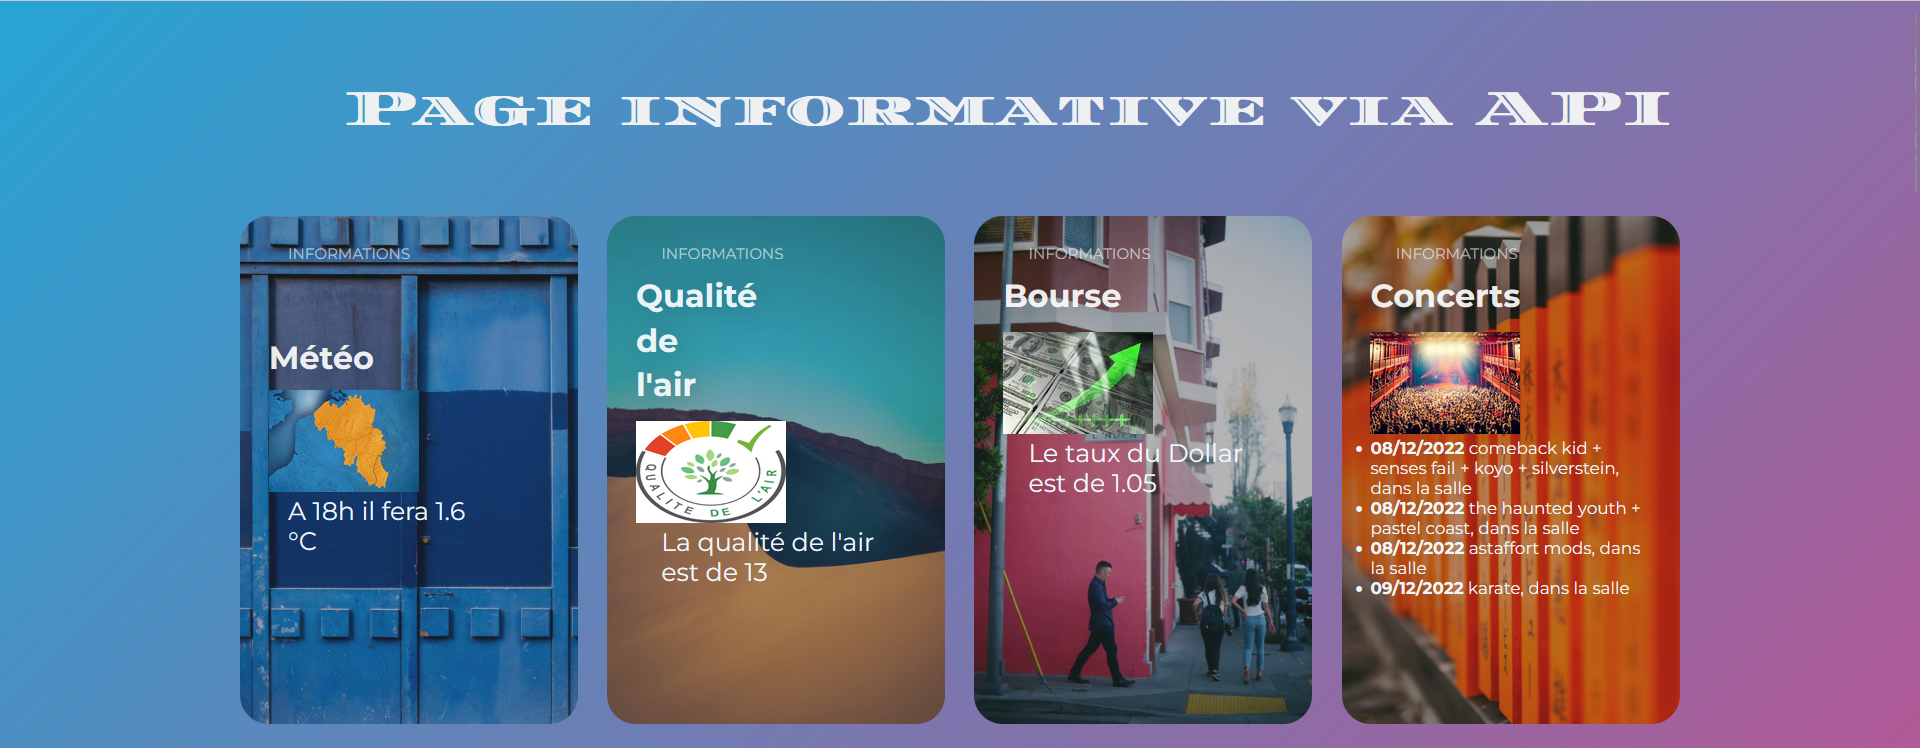 Page informative via API
INFORMATIONS
Météo
A 18h il fera 1.6
°C
INFORMATIONS
Qualité
de
l'air
QUALITE DE L'AIR
La qualité de l'air
est de 13
INFORMATIONS
Bourse
Le taux du Dollar
est de 1.05
INFORMATIONS
Concerts
• 08/12/2022 comeback kid +
senses fail + koyo + silverstein,
dans la salle
• 08/12/2022 the haunted youth +
pastel coast, dans la salle
• 08/12/2022 astaffort mods, dans
la salle
• 09/12/2022 karate, dans la salle